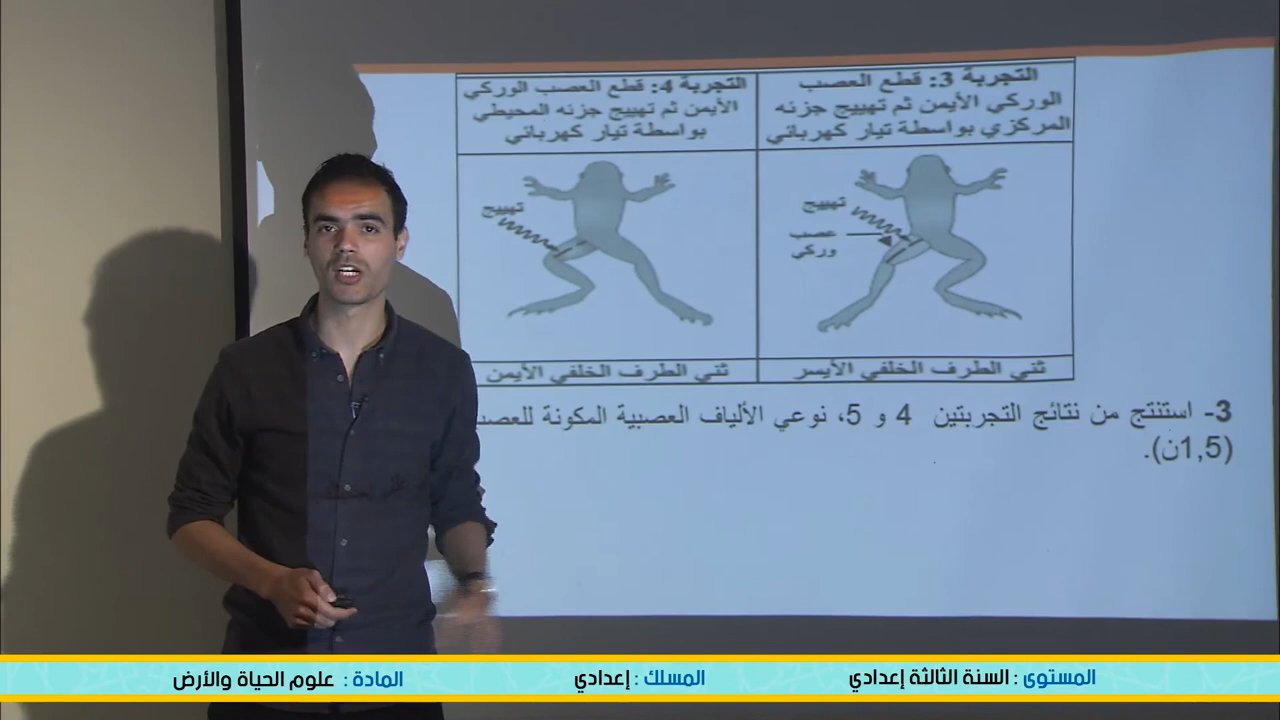 التجربة 3: قطع العصب
الوركي الأيمن ثم تهييج جزئه
المركزي بواسطة تيار كهربائي
التجربة 4: قطع العصب الوركي
الأيمن ثم تهييج جزئه المحيطي
بواسطة تيار كهربائي
تهييج
عصب
وركي
تهييج
ثني الطرف الخلفي الأيسر
ثني الطرف الخلفي الأيمن
3- استنتج من نتائج التجربتين 4 و 5، نوعي الألياف العصبية المكونة للعصب
(1,5ن).
المستوى : السنة الثالثة إعدادي
المسلك : إعدادي
المادة : علوم الحياة والأرض